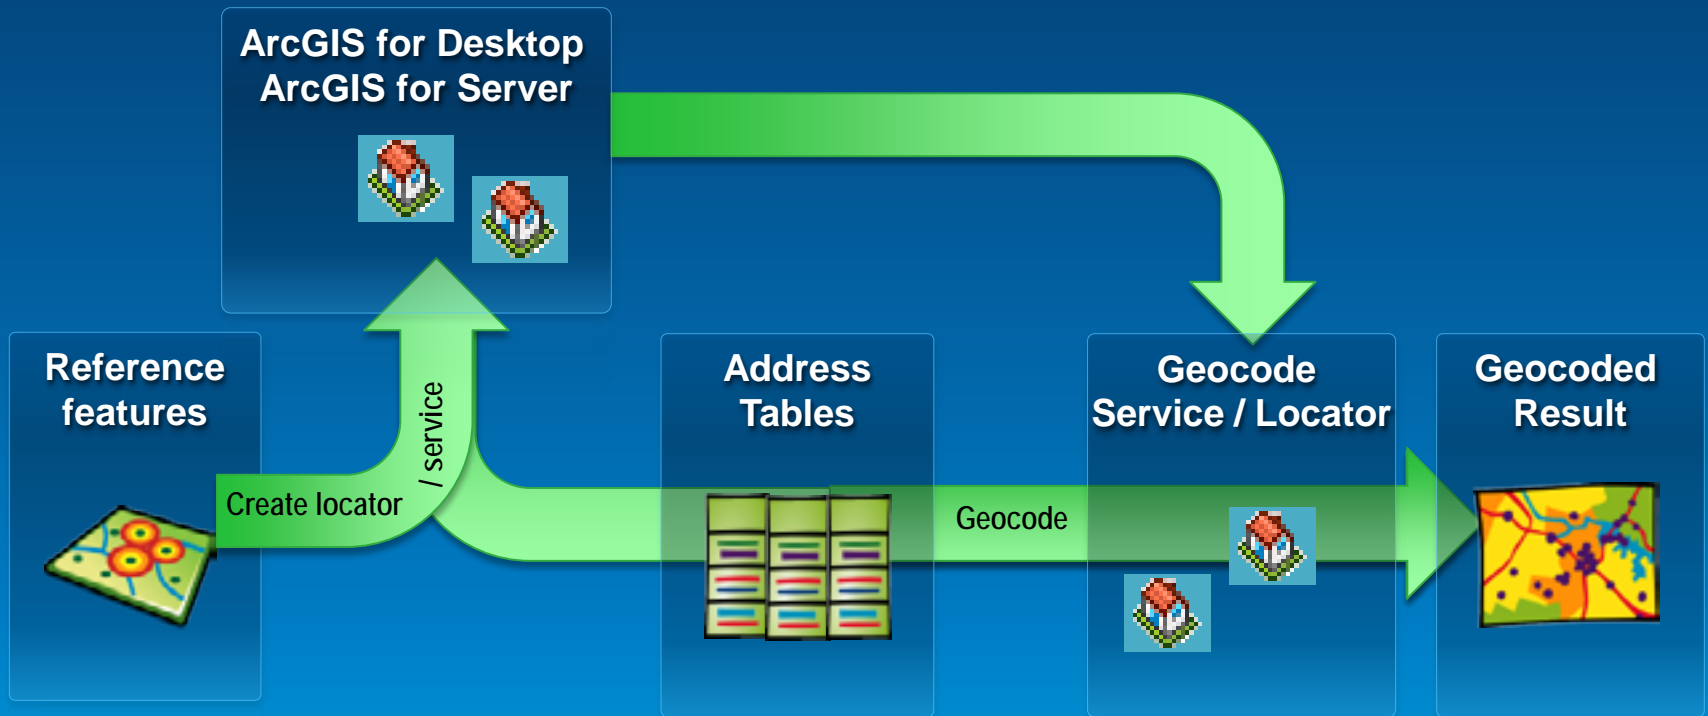 ArcGIS for Desktop
ArcGIS for Server
Reference
features
Create locator
/ service
Address
Tables
Geocode
Geocode
Service / Locator
Geocoded
Result